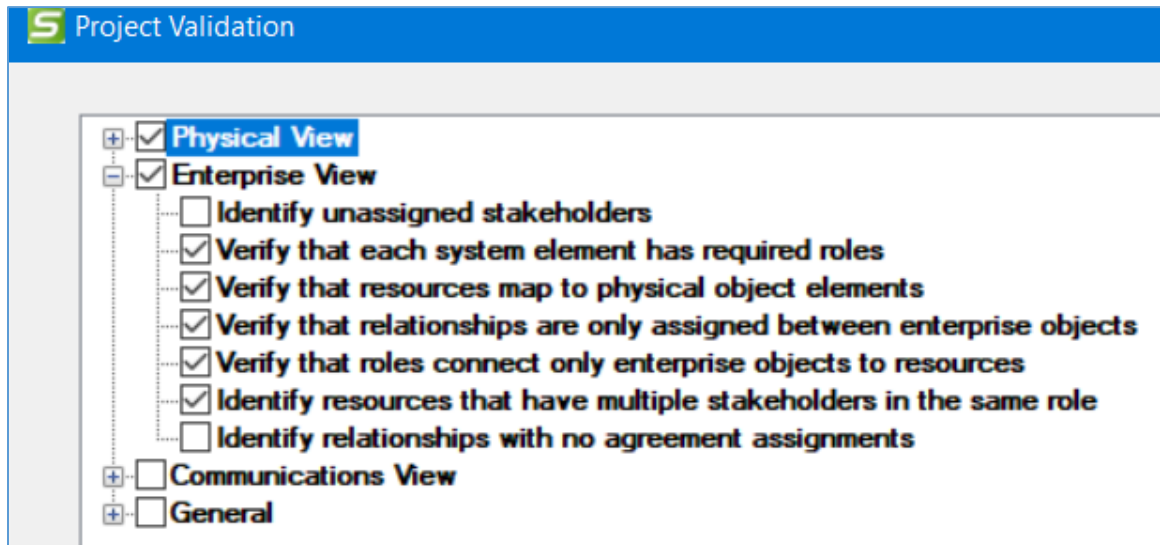 S Project Validation
Physical View
Enterprise View
Identify unassigned stakeholders
Verify that each system element has required roles
Verify that resources map to physical object elements
Verify that relationships are only assigned between enterprise objects
Verify that roles connect only enterprise objects to resources
Identify resources that have multiple stakeholders in the same role
Identify relationships with no agreement assignments
Communications View
General